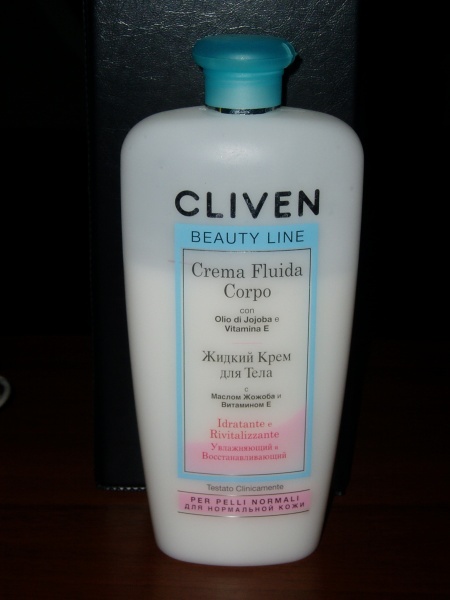 CLIVEN
BEAUTY LINE
Crema Fluida
Corpo
con
Olio di Jojoba e
Vitamina E
Жидкий Крем
для Тела
с
Маслом Жожоба и
Витамином Е
Idratante e
Rivitalizzante
Увлажняющий и
Восстанавливающий
Testato Clinicamente
PER PELLI NORMALI
ДЛЯ НОРМАЛЬНОЙ КОЖИ